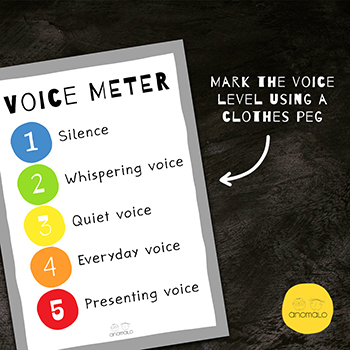 VOICE METER
1 Silence
2 Whispering voice
3 Quiet voice
4 Everyday voice
5 Presenting voice
anomalo
MARK THE VOICE
LEVEL USING A
CLOTHES PEG
anomalo